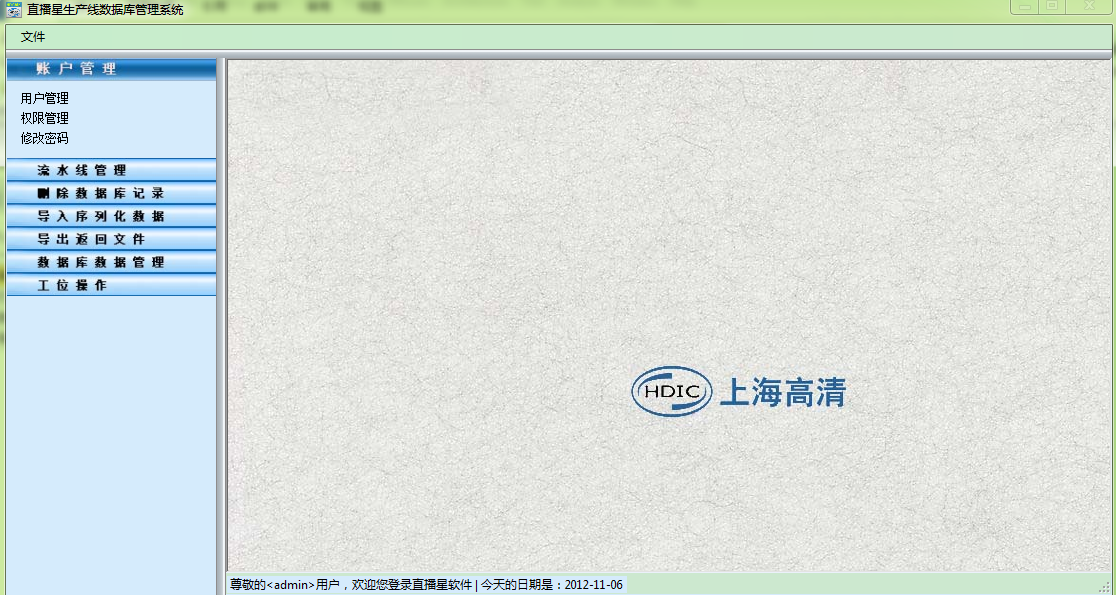 直播星生产线数据库管理系统
文件
账户管理
用户管理
权限管理
修改密码
流水线管理
删除数据库记录
导入序列化数据
导出返回文件
数据库数据管理
工位操作
HDIC 上海高清
尊敬的<admin>用户，欢迎您登录直播星软件 | 今天的日期是：2012-11-06